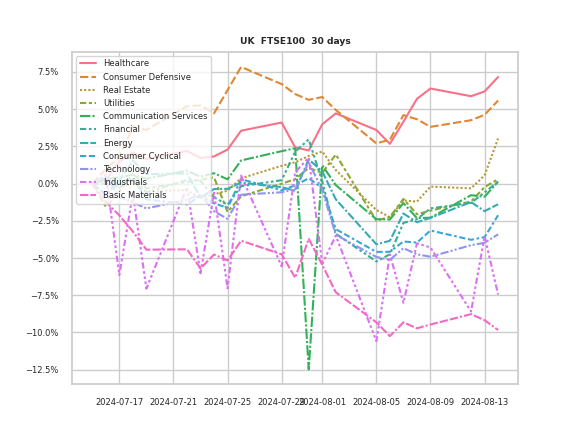 UK  FTSE100  30 days
7.5%
5.0%
2.5%
0.0%
−2.5%
−5.0%
−7.5%
−10.0%
−12.5%
Healthcare
Consumer Defensive
Real Estate
Utilities
Communication Services
Financial
Energy
Consumer Cyclical
Technology
Industrials
Basic Materials
2024-07-17 2024-07-21 2024-07-25 2024-07-29 2024-08-01 2024-08-05 2024-08-09 2024-08-13